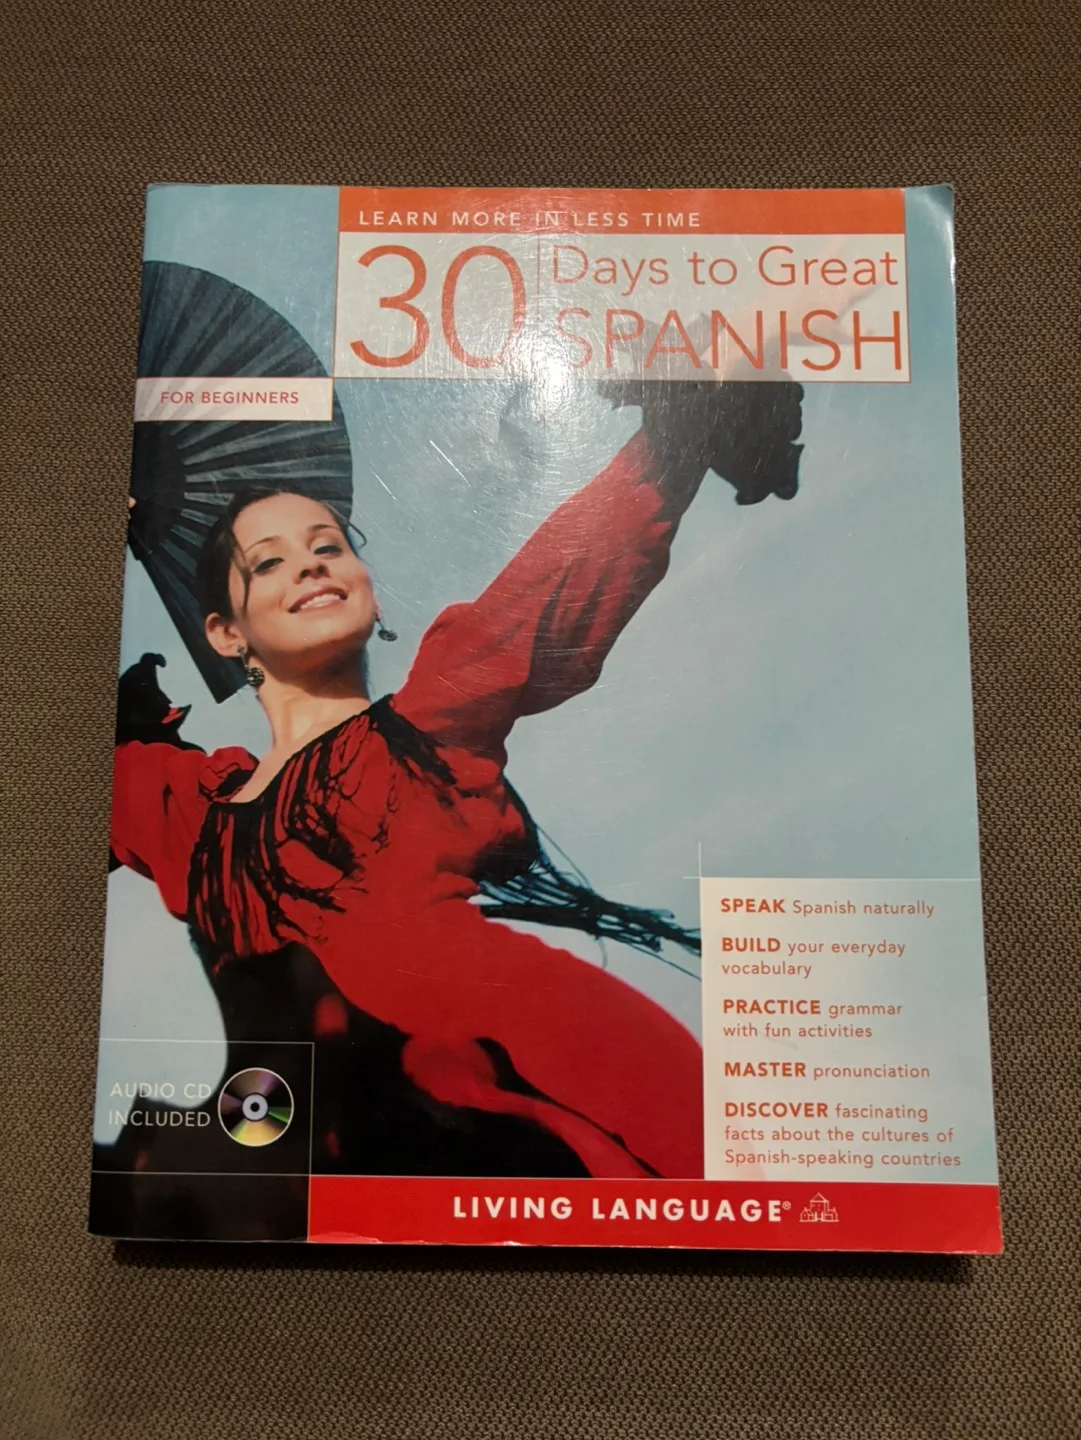 LEARN MORE IN LESS TIME
30 Days to Great
SPANISH
FOR BEGINNERS
SPEAK Spanish naturally
BUILD your everyday
vocabulary
PRACTICE grammar
with fun activities
MASTER pronunciation
DISCOVER fascinating
facts about the cultures of
Spanish-speaking countries
AUDIO CD
INCLUDED
LIVING LANGUAGE®